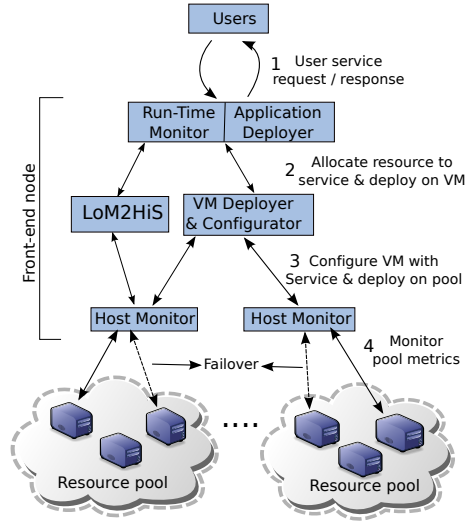 Users
1 User service
request / response
Run-Time
Monitor
Application
Deployer
2 Allocate resource to
service & deploy on VM
Front-end node
LoM2HiS
VM Deployer
& Configurator
3 Configure VM with
Service & deploy on pool
Host Monitor
Host Monitor
4 Monitor
pool metrics
Failover
....
Resource pool
Resource pool